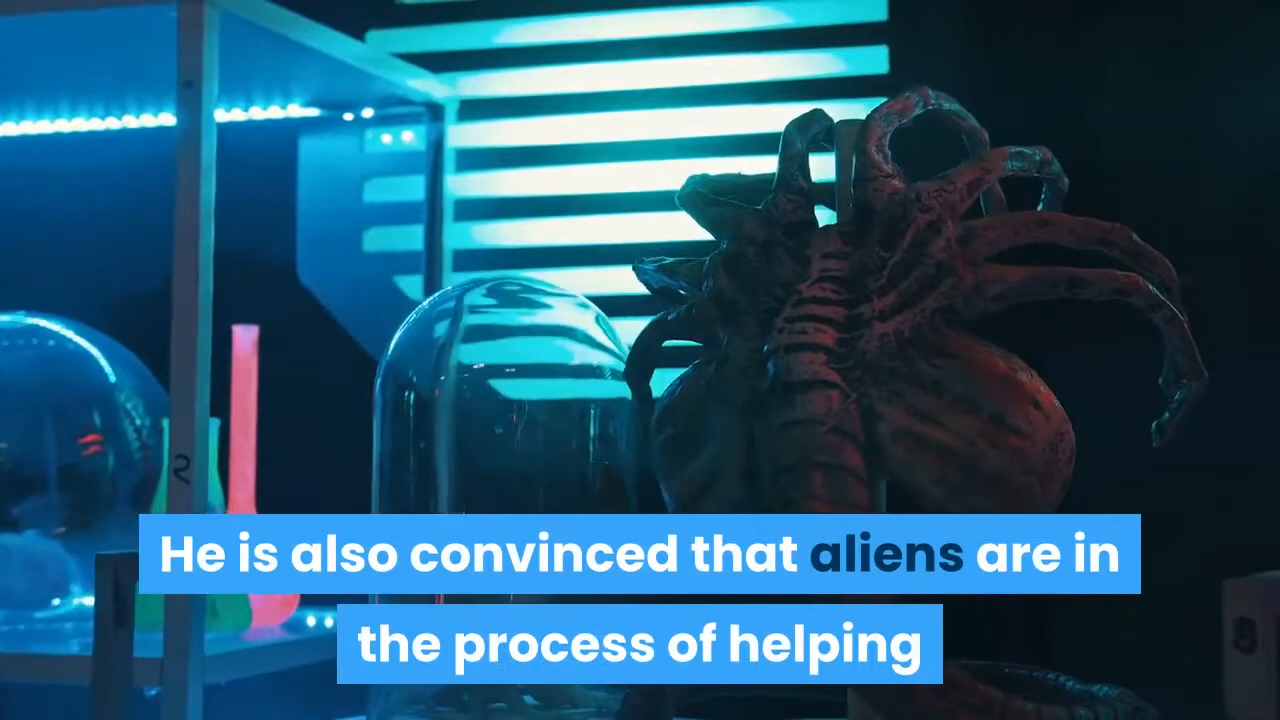 He is also convinced that aliens are in
the process of helping